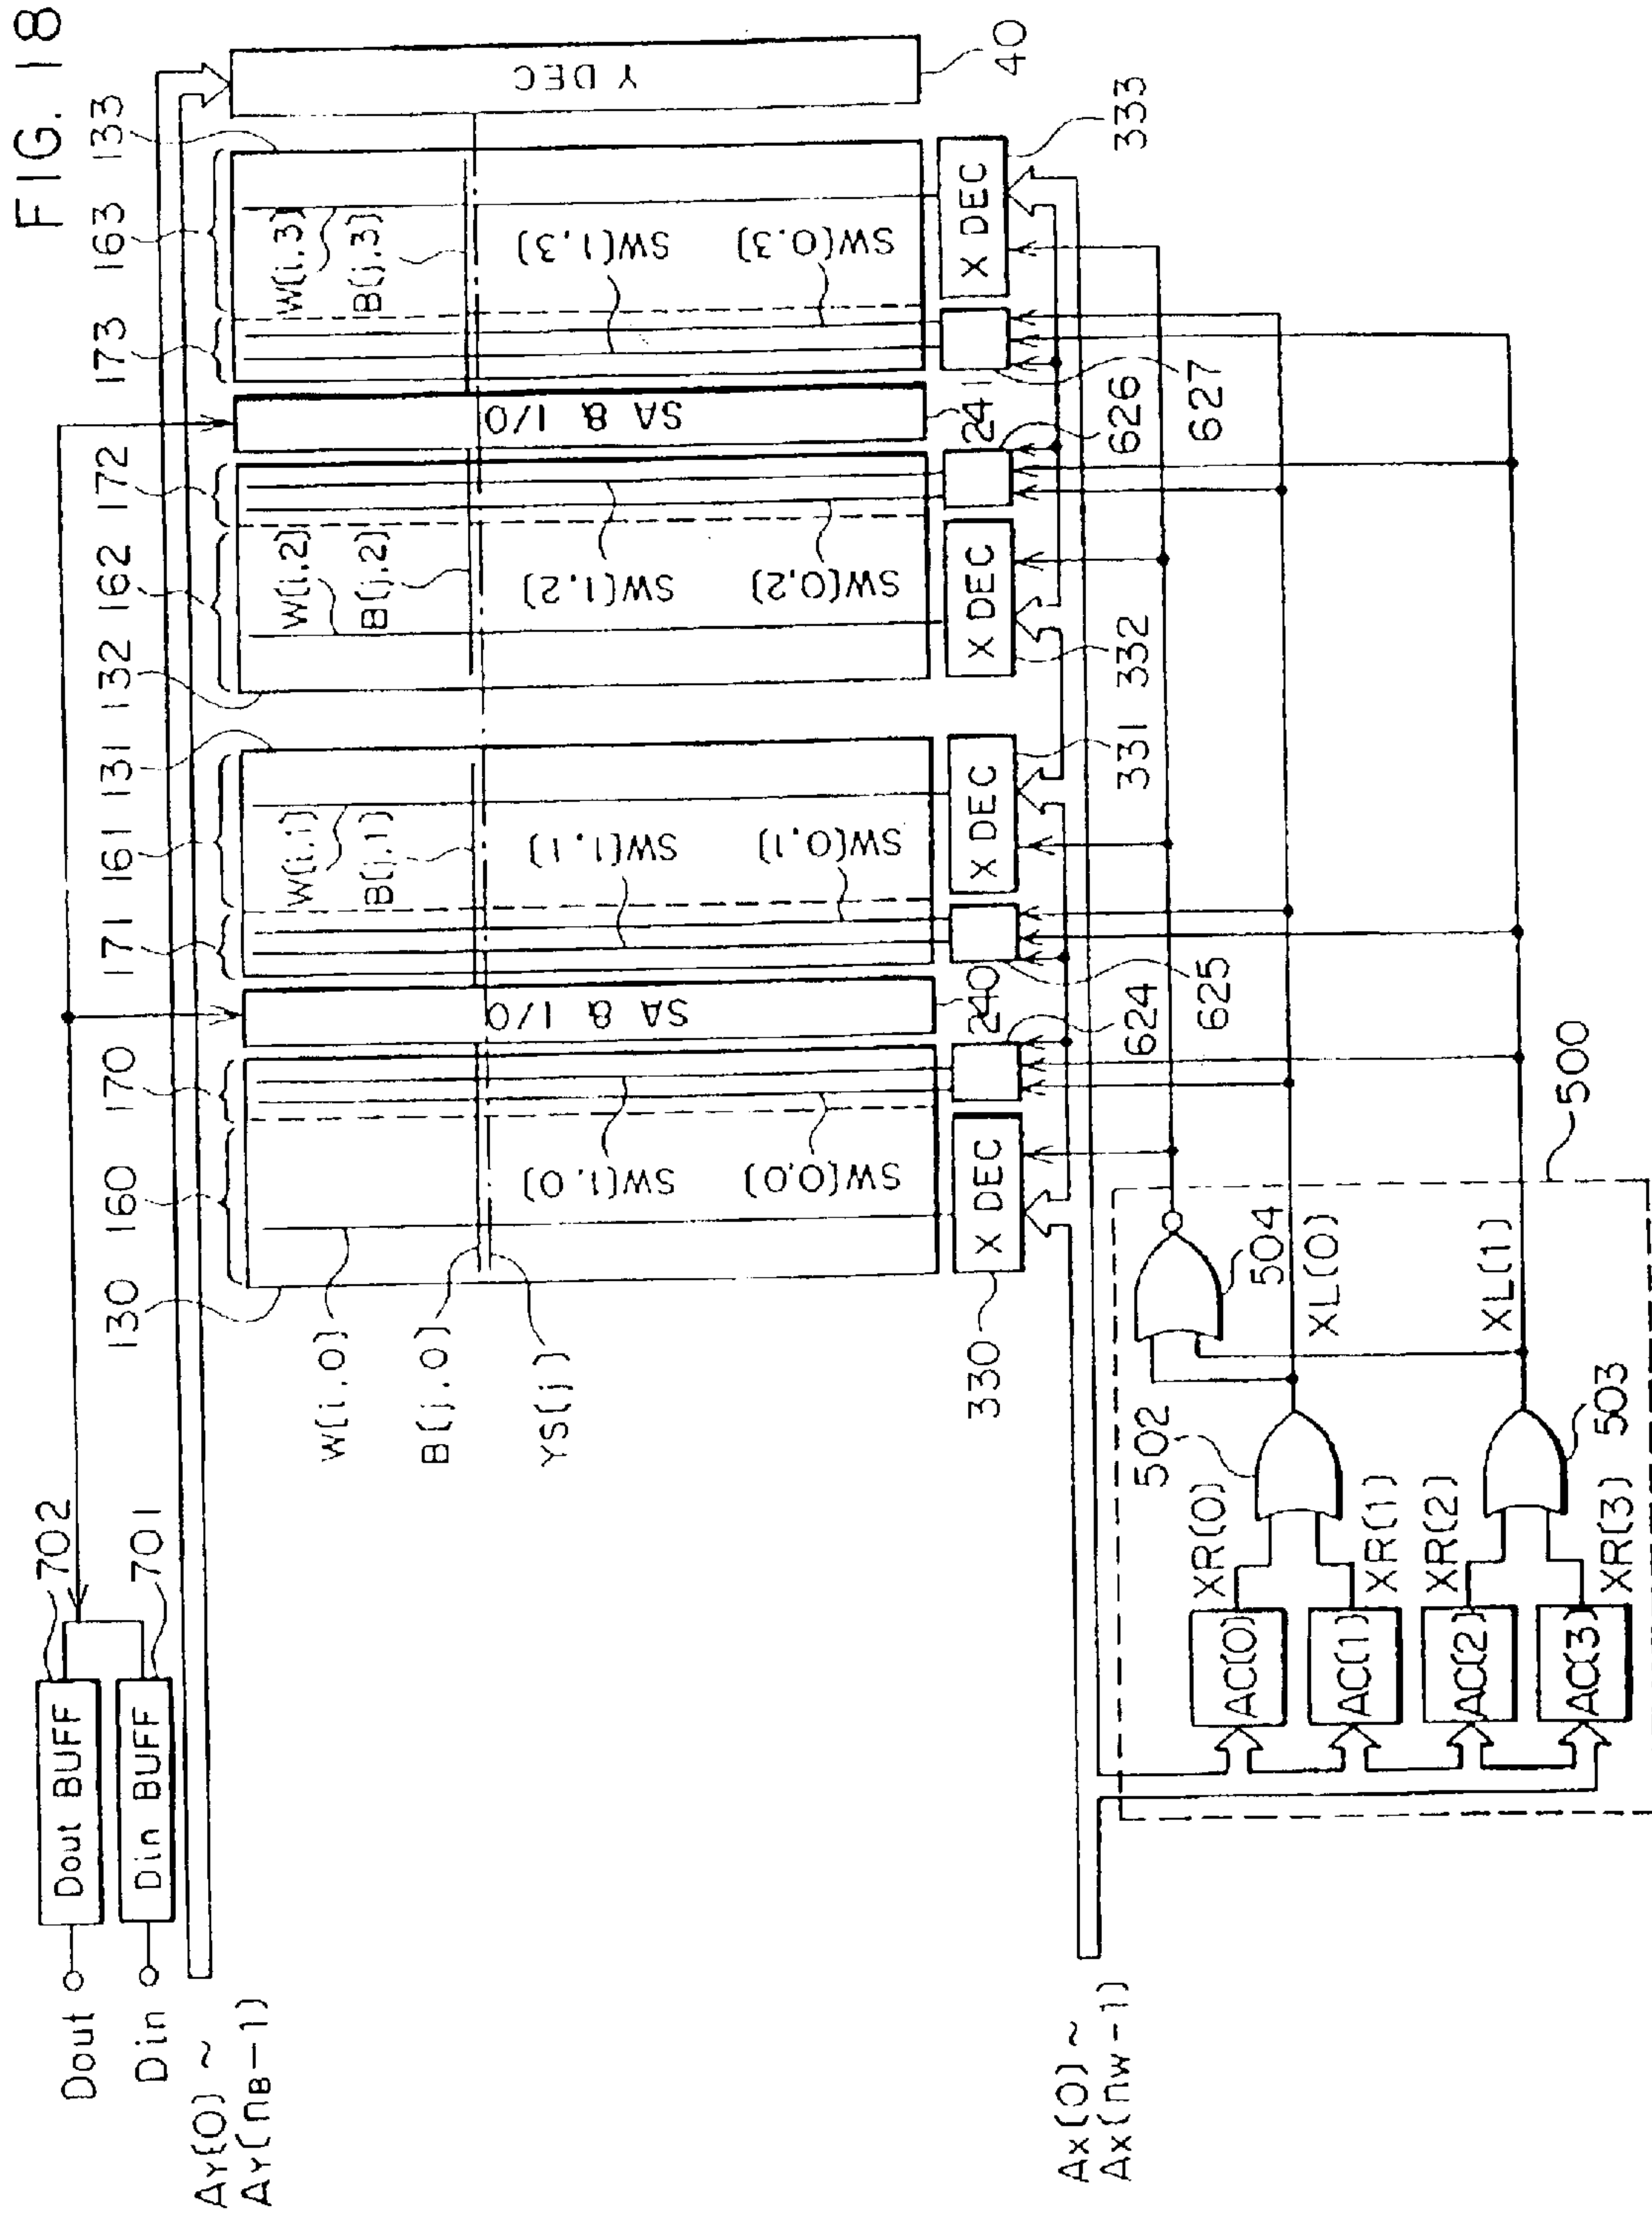 FIG. 18
Dout
Dout BUFF
702
Din
Din BUFF
701
AY(0) ~
AY(nB-1)
130
160
170
171
161
131
132
162
172
173
163
133
W(i,0)
B(j,0)
YS(j)
SW(1,0)
SW(0,0)
SA & I/O
240
W(i,1)
B(j,1)
SW(1,1)
SW(0,1)
W(i,2)
B(j,2)
SW(1,2)
SW(0,2)
SA & I/O
241
W(i,3)
B(j,3)
SW(1,3)
SW(0,3)
Y DEC
40
330
X DEC
624
625
X DEC
331
X DEC
332
626
627
X DEC
333
AX(0) ~
AX(nW-1)
500
AC(0)
XR(0)
AC(1)
XR(1)
AC(2)
XR(2)
AC(3)
XR(3)
502
503
504
XL(0)
XL(1)